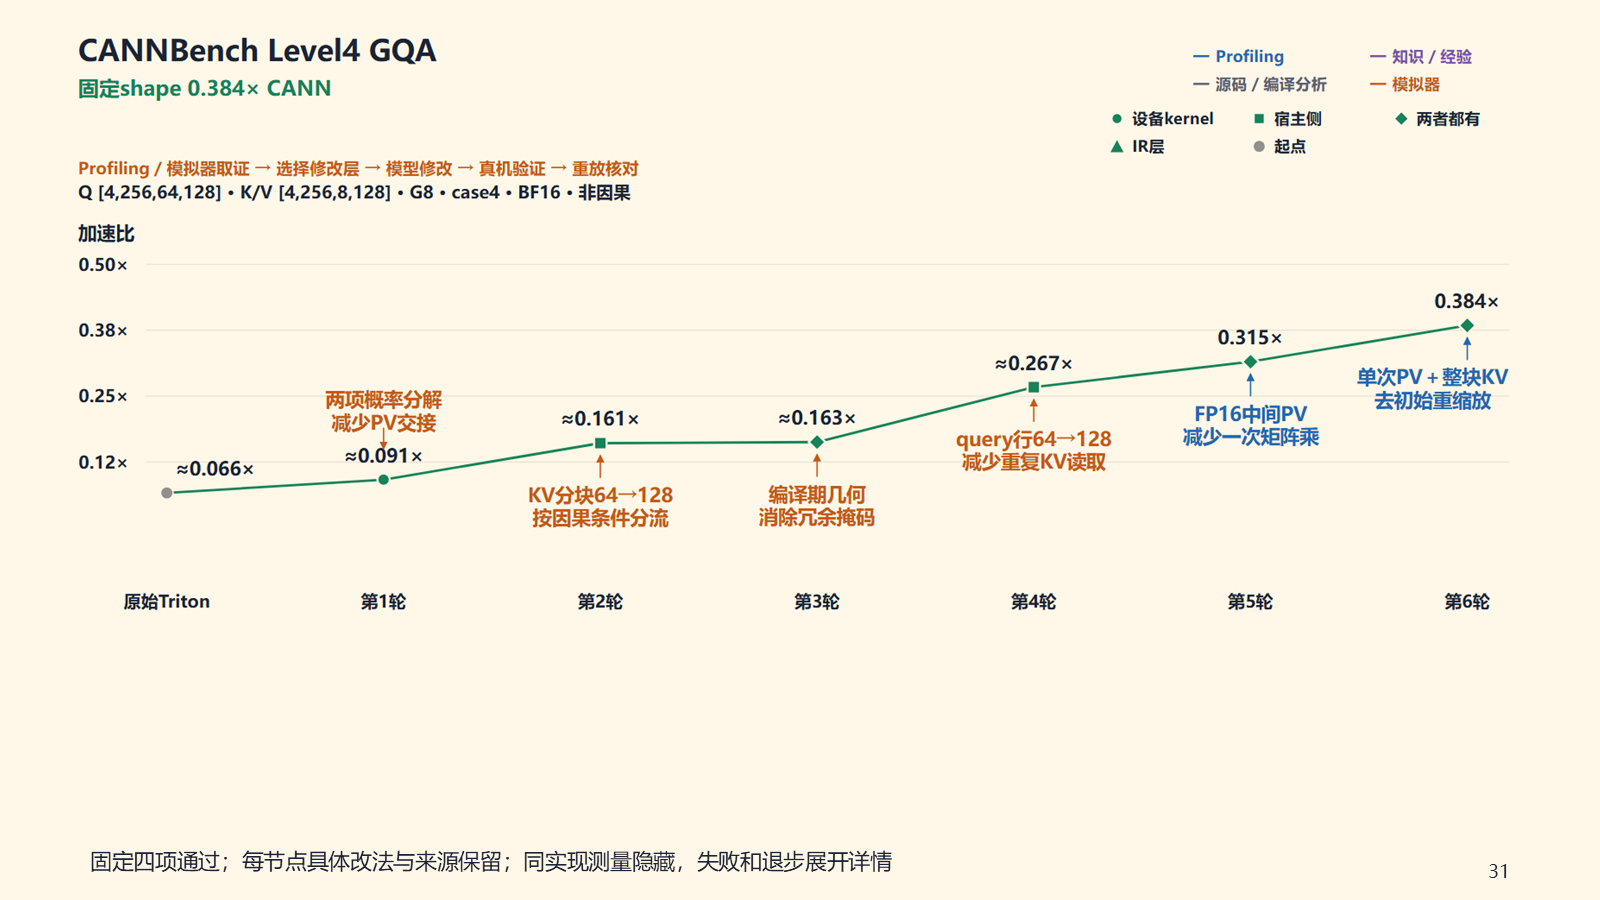 CANNBench Level4 GQA
固定shape 0.384× CANN
Profiling
知识 / 经验
源码 / 编译分析
模拟器
设备kernel
宿主侧
两者都有
IR层
起点
Profiling / 模拟器取证 → 选择修改层 → 模型修改 → 真机验证 → 重放核对
Q [4,256,64,128] • K/V [4,256,8,128] • G8 • case4 • BF16 • 非因果
加速比
0.50×
0.38×
0.25×
0.12×
≈0.066×
两项概率分解
减少PV交接
≈0.091×
≈0.161×
KV分块64→128
按因果条件分流
≈0.163×
编译期几何
消除冗余掩码
≈0.267×
query行64→128
减少重复KV读取
0.315×
FP16中间PV
减少一次矩阵乘
0.384×
单次PV + 整块KV
去初始重缩放
原始Triton
第1轮
第2轮
第3轮
第4轮
第5轮
第6轮
固定四项通过；每节点具体改法与来源保留；同实现测量隐藏，失败和退步展开详情
31